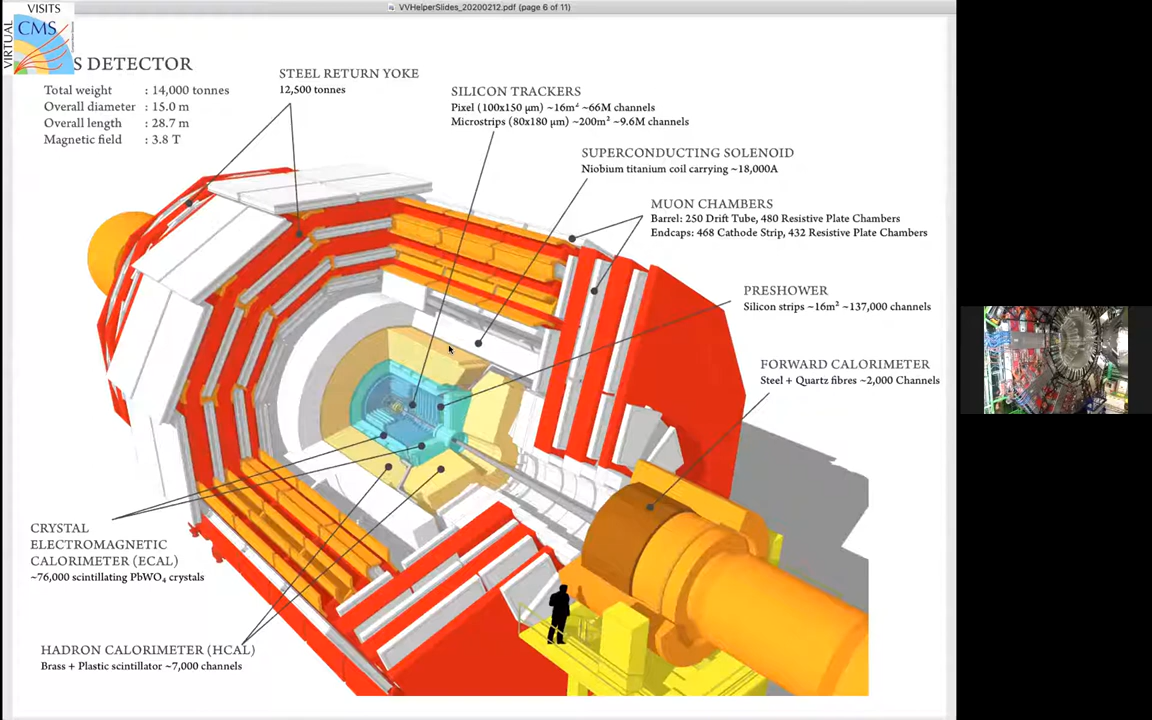 VVHelperSlides_20200212.pdf (page 6 of 11)
VISITS
VIRTUAL
CMS
S DETECTOR
Total weight : 14,000 tonnes
Overall diameter : 15.0 m
Overall length : 28.7 m
Magnetic field : 3.8 T
STEEL RETURN YOKE
12,500 tonnes
SILICON TRACKERS
Pixel (100x150 μm) ~16m² ~66M channels
Microstrips (80x180 μm) ~200m² ~9.6M channels
SUPERCONDUCTING SOLENOID
Niobium titanium coil carrying ~18,000A
MUON CHAMBERS
Barrel: 250 Drift Tube, 480 Resistive Plate Chambers
Endcaps: 468 Cathode Strip, 432 Resistive Plate Chambers
PRESHOWER
Silicon strips ~16m² ~137,000 channels
FORWARD CALORIMETER
Steel + Quartz fibres ~2,000 Channels
CRYSTAL
ELECTROMAGNETIC
CALORIMETER (ECAL)
~76,000 scintillating PbWO₄ crystals
HADRON CALORIMETER (HCAL)
Brass + Plastic scintillator ~7,000 channels